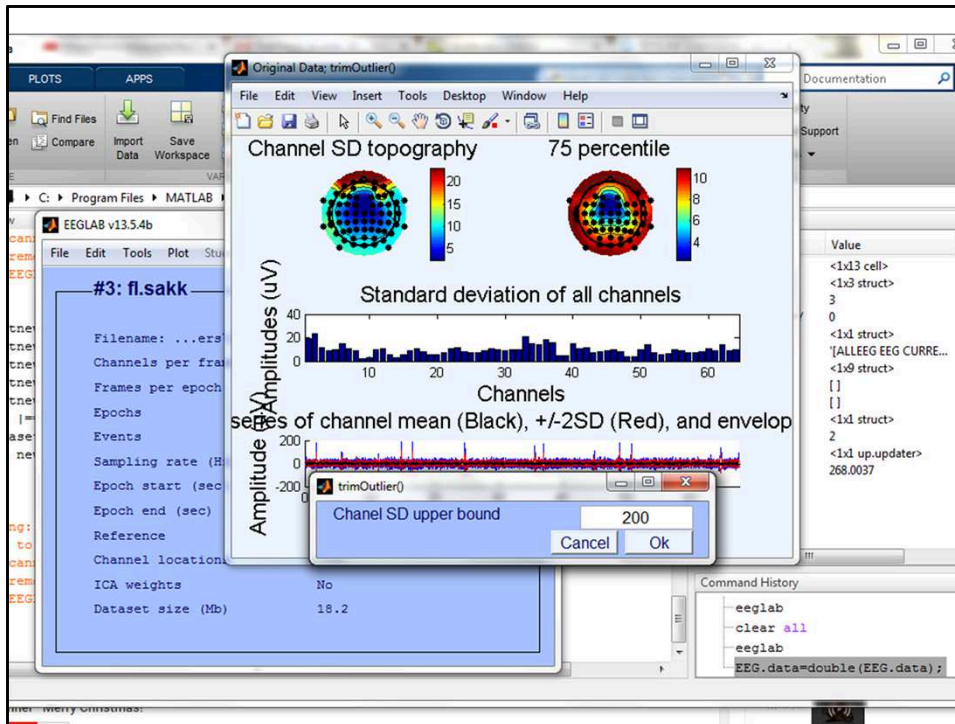 PLOTS APPS
Find Files
Compare
Import Data
Save Workspace
C: ▸ Program Files ▸ MATLAB
Documentation
Support
Original Data; trimOutlier()
File Edit View Insert Tools Desktop Window Help
Channel SD topography
75 percentile
20
15
10
5
10
8
6
4
Standard deviation of all channels
Amplitudes (uV)
40
20
0
10 20 30 40 50 60
Channels
series of channel mean (Black), +/-2SD (Red), and envelop
200
0
-200
trimOutlier()
Chanel SD upper bound
200
Cancel Ok
EEGLAB v13.5.4b
File Edit Tools Plot
#3: fl.sakk
Filename: ...ers
Channels per fra
Frames per epoch
Epochs
Events
Sampling rate (H
Epoch start (sec
Epoch end (sec)
Reference
Channel location
ICA weights No
Dataset size (Mb) 18.2
Value
<1x13 cell>
<1x3 struct>
3
0
<1x1 struct>
'[ALLEEG EEG CURRE...
<1x9 struct>
[ ]
[ ]
<1x1 struct>
2
<1x1 up.updater>
268.0037
Command History
eeglab
clear all
eeglab
EEG.data=double(EEG.data);
Merry Christmas!